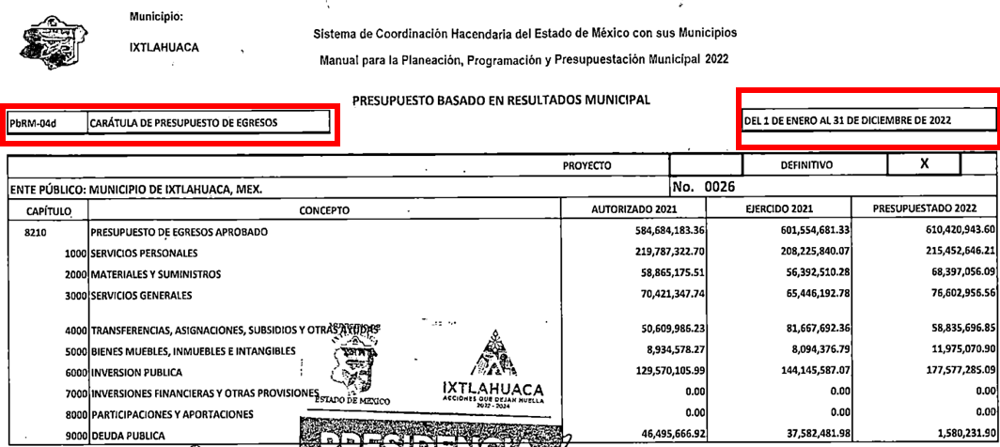 Municipio:
IXTLAHUACA
Sistema de Coordinación Hacendaria del Estado de México con sus Municipios
Manual para la Planeación, Programación y Presupuestación Municipal 2022
PRESUPUESTO BASADO EN RESULTADOS MUNICIPAL
PbRM-04d CARÁTULA DE PRESUPUESTO DE EGRESOS
DEL 1 DE ENERO AL 31 DE DICIEMBRE DE 2022
PROYECTO DEFINITIVO X
ENTE PÚBLICO: MUNICIPIO DE IXTLAHUACA, MEX. No. 0026
CAPÍTULO CONCEPTO AUTORIZADO 2021 EJERCIDO 2021 PRESUPUESTADO 2022
8210 PRESUPUESTO DE EGRESOS APROBADO 584,684,183.36 601,554,681.33 610,420,943.60
1000 SERVICIOS PERSONALES 219,787,322.70 208,225,840.07 215,452,646.21
2000 MATERIALES Y SUMINISTROS 58,865,175.51 56,392,510.28 68,397,056.09
3000 SERVICIOS GENERALES 70,421,347.74 65,446,192.78 76,602,956.56
4000 TRANSFERENCIAS, ASIGNACIONES, SUBSIDIOS Y OTRAS AYUDAS 50,609,986.23 81,667,692.36 58,835,696.85
5000 BIENES MUEBLES, INMUEBLES E INTANGIBLES 8,934,578.27 8,094,376.79 11,975,070.90
6000 INVERSION PUBLICA 129,570,105.99 144,145,587.07 177,577,285.09
7000 INVERSIONES FINANCIERAS Y OTRAS PROVISIONES 0.00 0.00 0.00
8000 PARTICIPACIONES Y APORTACIONES 0.00 0.00 0.00
9000 DEUDA PUBLICA 46,495,666.92 37,582,481.98 1,580,231.90
IXTLAHUACA
ESTADO DE MEXICO
IXTLAHUACA
ACCIONES QUE DEJAN HUELLA
2022 - 2024
PRESIDENCIA